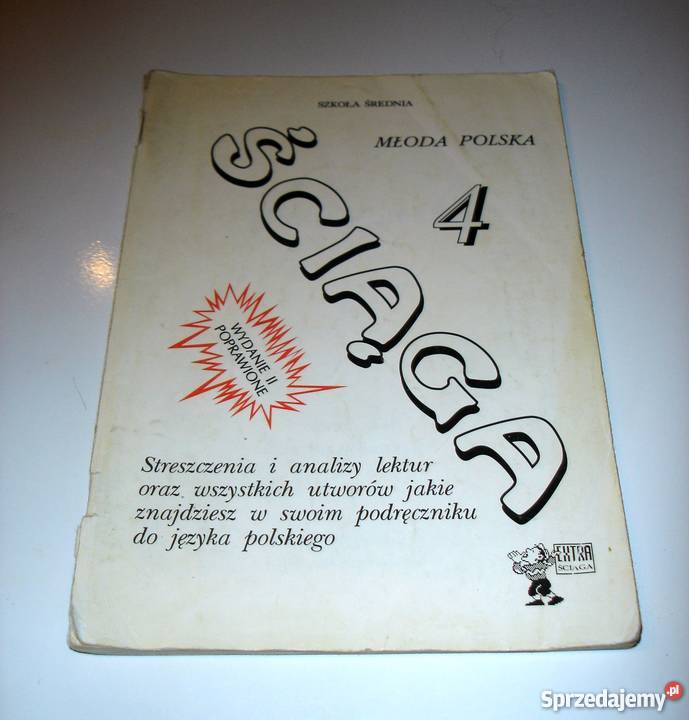 SZKOŁA ŚREDNIA
MŁODA POLSKA
4
ŚCIĄGA
WYDANIE II
POPRAWIONE
Streszczenia i analizy lektur
oraz wszystkich utworów jakie
znajdziesz w swoim podręczniku
do języka polskiego
EXTRA
ŚCIĄGA
Sprzedajemy.pl